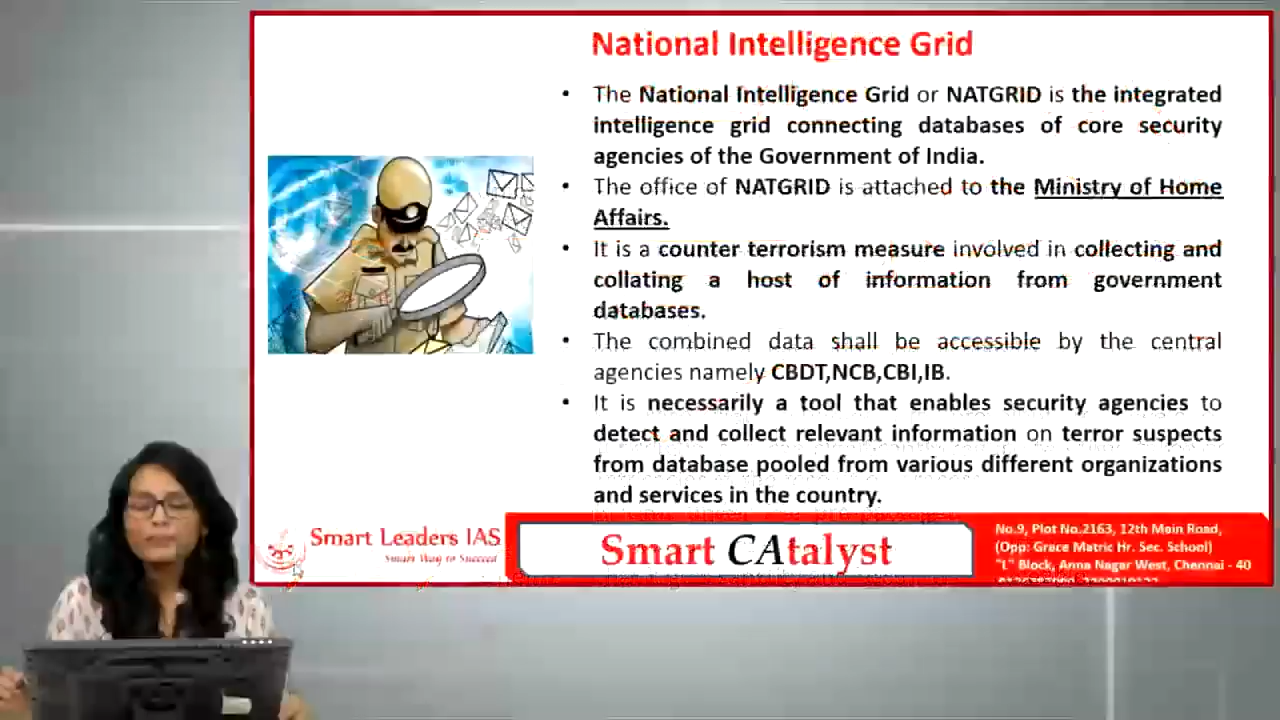 National Intelligence Grid
• The National Intelligence Grid or NATGRID is the integrated
intelligence grid connecting databases of core security
agencies of the Government of India.
• The office of NATGRID is attached to the Ministry of Home
Affairs.
• It is a counter terrorism measure involved in collecting and
collating a host of information from government
databases.
• The combined data shall be accessible by the central
agencies namely CBDT,NCB,CBI,IB.
• It is necessarily a tool that enables security agencies to
detect and collect relevant information on terror suspects
from database pooled from various different organizations
and services in the country.
Smart Leaders IAS
Smart Way to Succeed
Smart CAtalyst
No.9, Plot No.2163, 12th Main Road,
(Opp: Grace Matric Hr. Sec. School)
"L" Block, Anna Nagar West, Chennai - 40